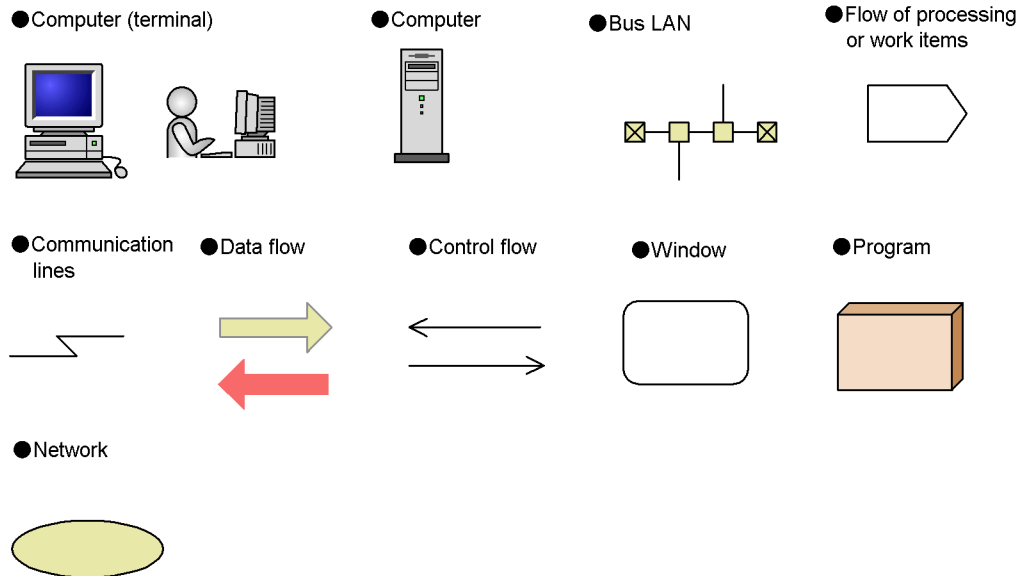 ●Computer (terminal)
●Computer
●Bus LAN
●Flow of processing
or work items
●Communication
lines
●Data flow
●Control flow
●Window
●Program
●Network